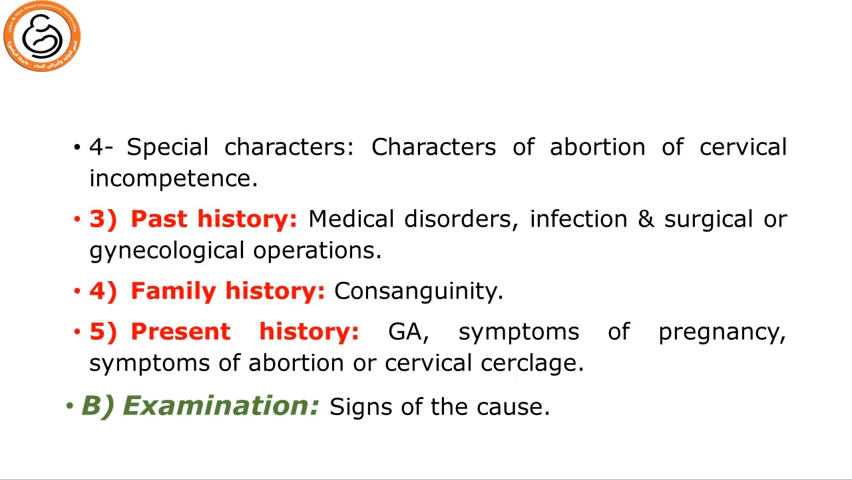 • 4- Special characters: Characters of abortion of cervical
incompetence.
• 3) Past history: Medical disorders, infection & surgical or
gynecological operations.
• 4) Family history: Consanguinity.
• 5) Present history: GA, symptoms of pregnancy,
symptoms of abortion or cervical cerclage.
• B) Examination: Signs of the cause.